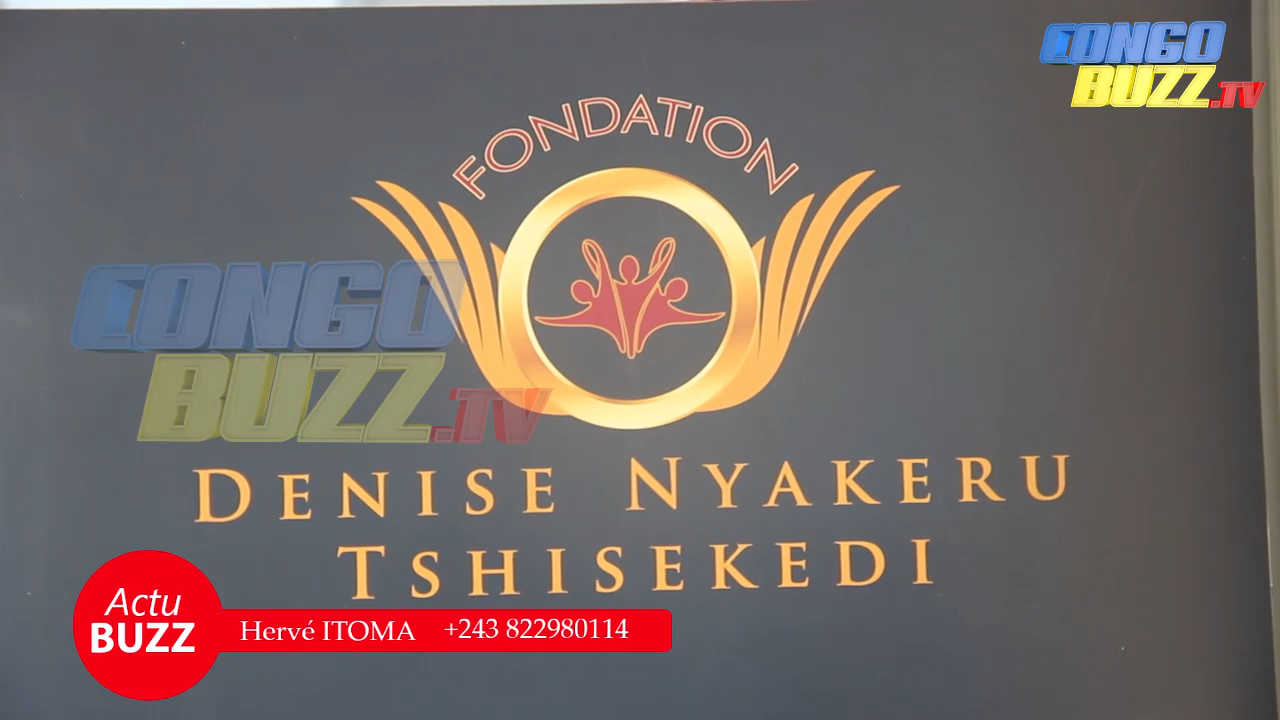 CONGO
BUZZ.TV
FONDATION
CONGO
BUZZ.TV
DENISE NYAKERU
TSHISEKEDI
Actu
BUZZ
Hervé ITOMA +243 822980114